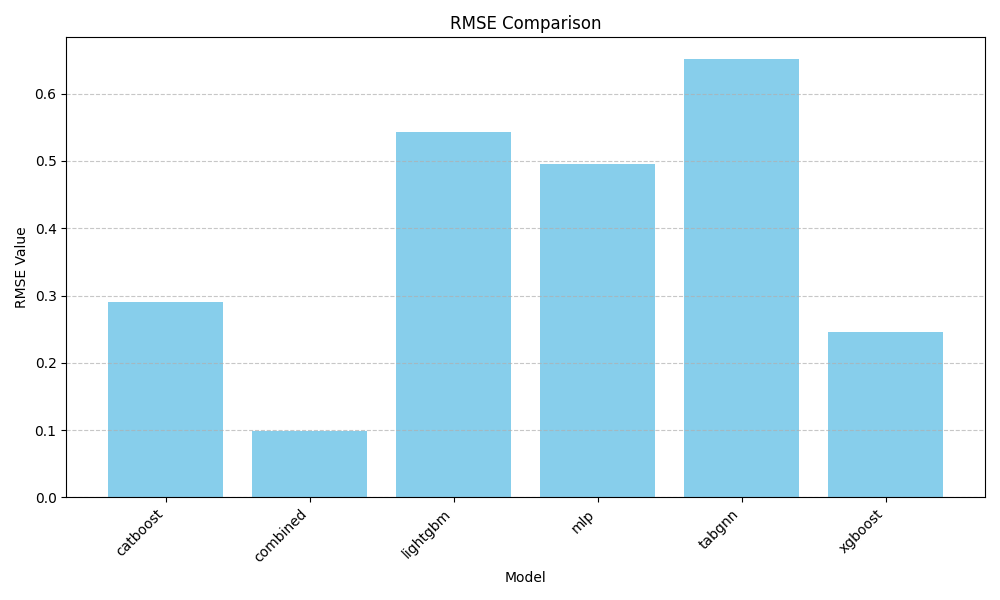 RMSE Comparison
RMSE Value
0.6
0.5
0.4
0.3
0.2
0.1
0.0
catboost
combined
lightgbm
mlp
tabgnn
xgboost
Model